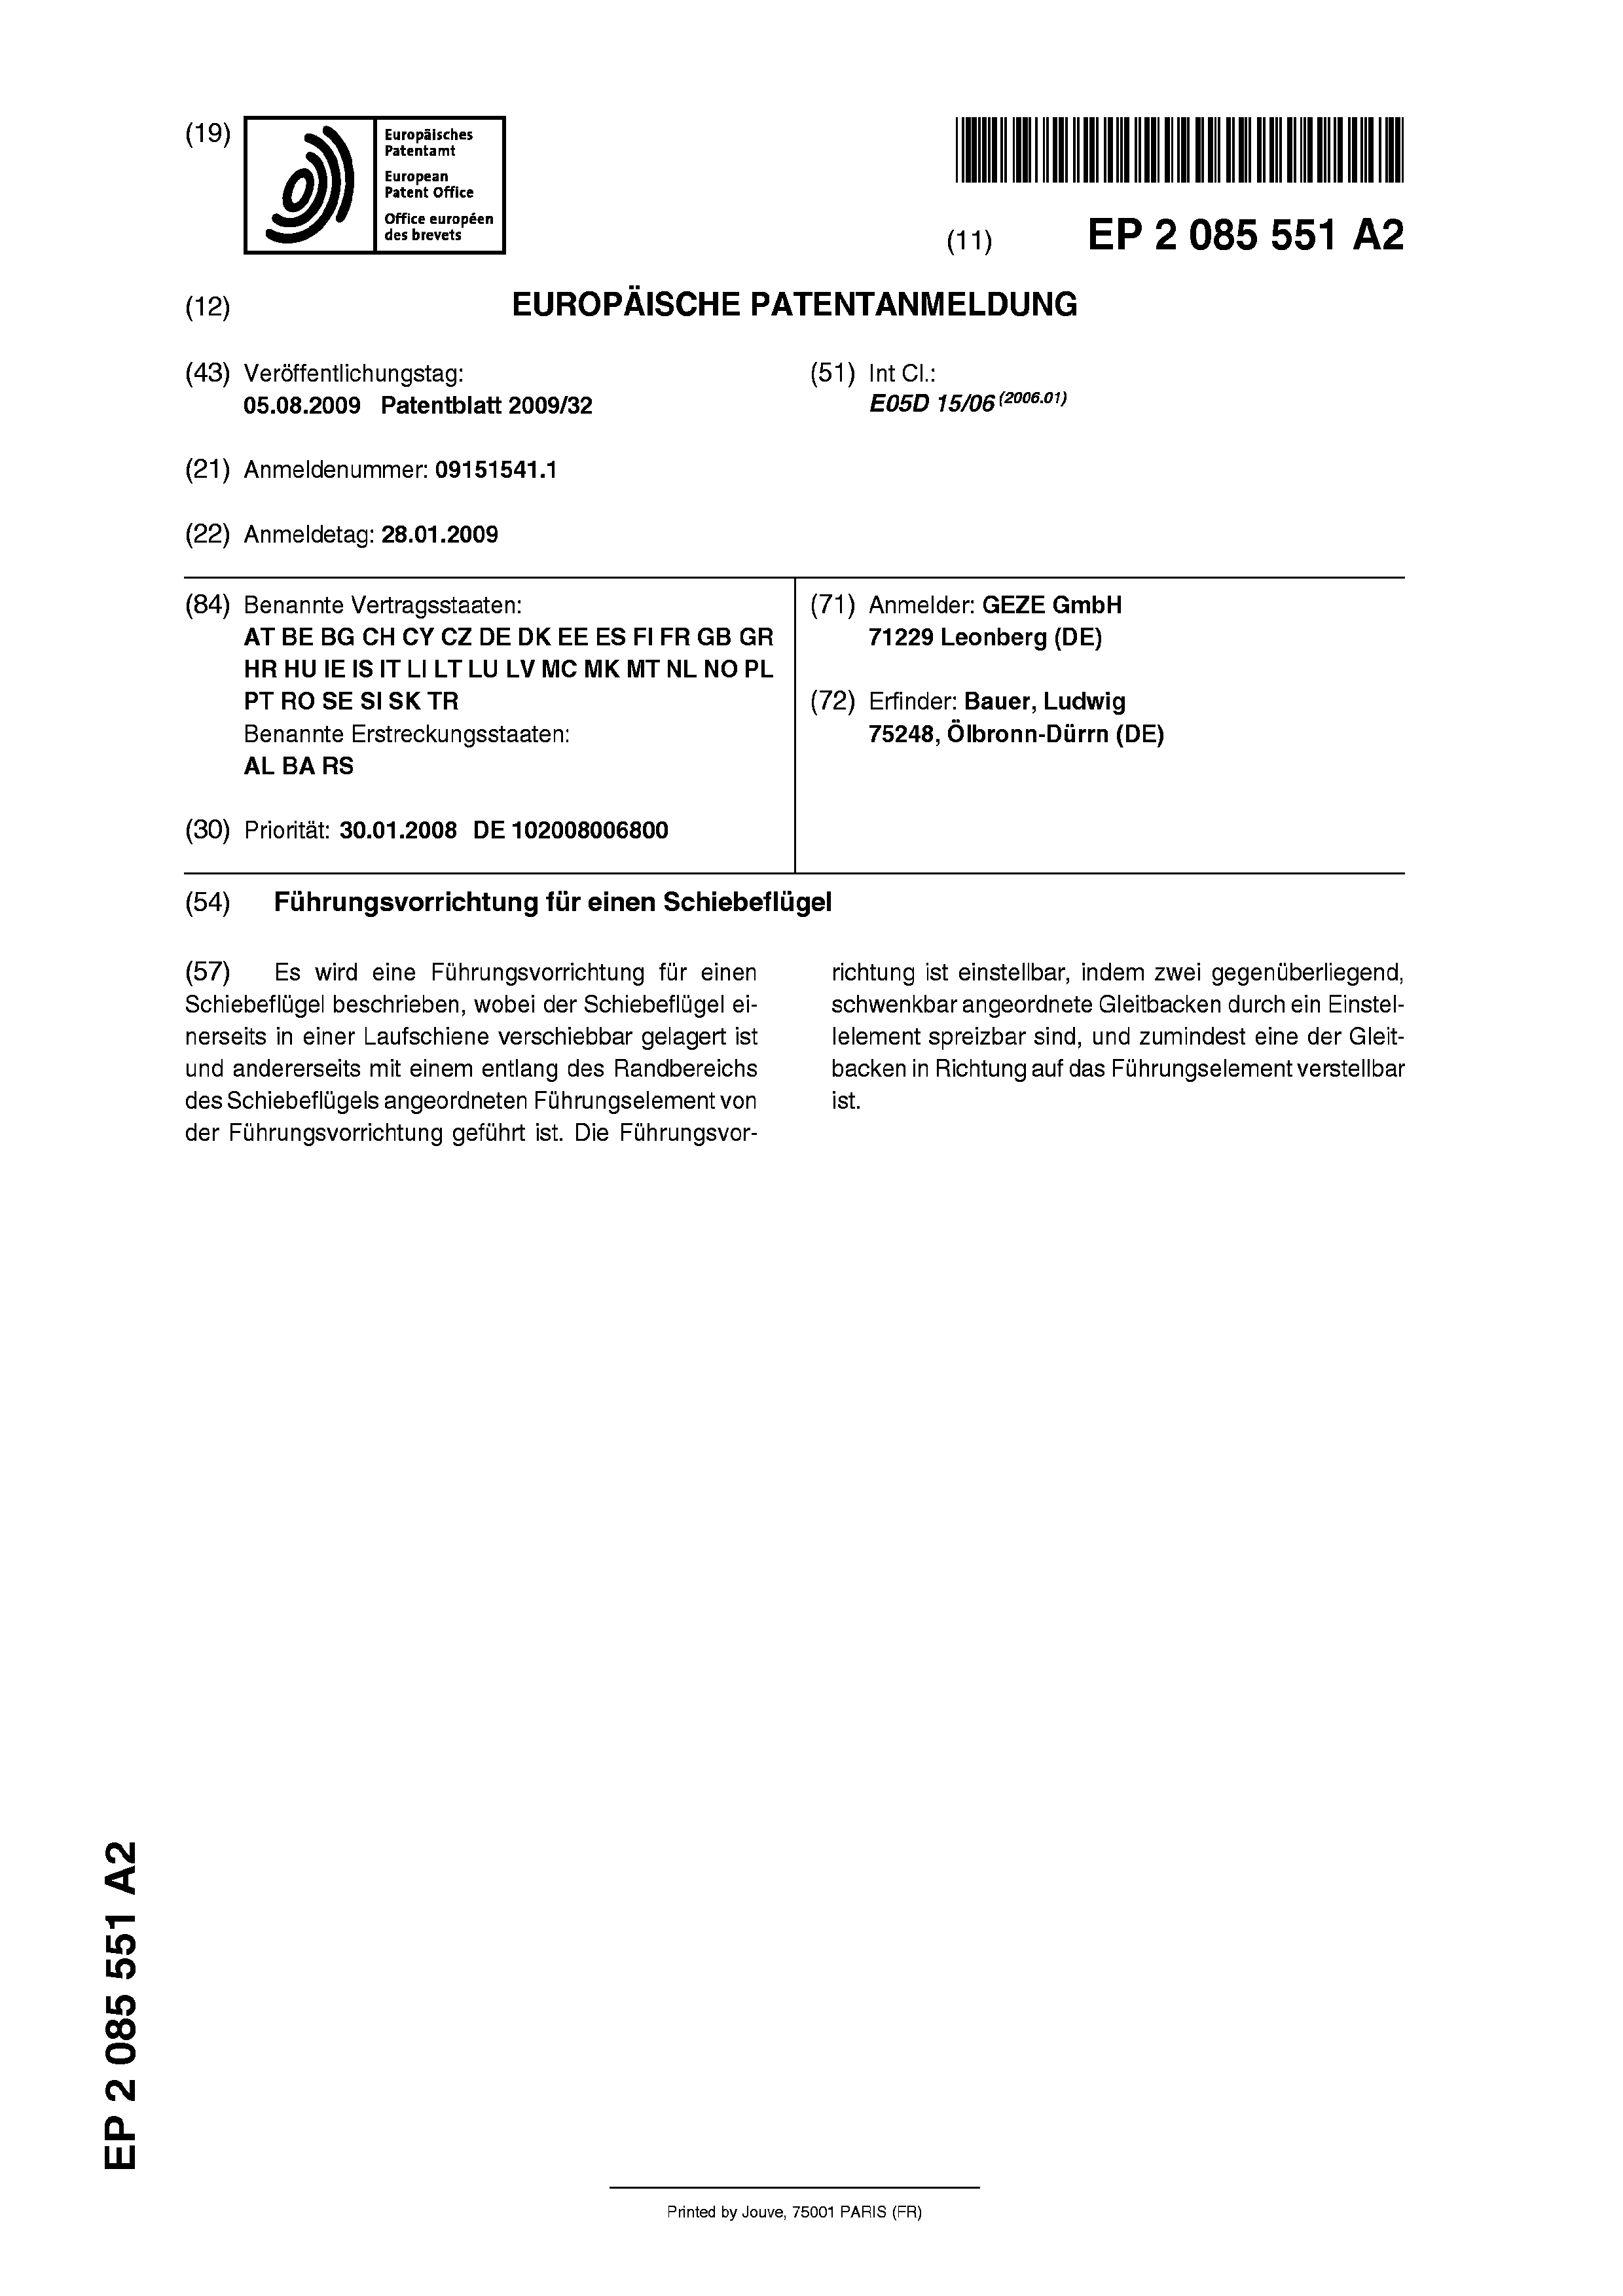 (19)
Europäisches
Patentamt
European
Patent Office
Office européen
des brevets
(11) EP 2 085 551 A2
(12) EUROPÄISCHE PATENTANMELDUNG
(43) Veröffentlichungstag:
05.08.2009 Patentblatt 2009/32
(51) Int Cl.:
E05D 15/06 (2006.01)
(21) Anmeldenummer: 09151541.1
(22) Anmeldetag: 28.01.2009
(84) Benannte Vertragsstaaten:
AT BE BG CH CY CZ DE DK EE ES FI FR GB GR
HR HU IE IS IT LI LT LU LV MC MK MT NL NO PL
PT RO SE SI SK TR
Benannte Erstreckungsstaaten:
AL BA RS
(30) Priorität: 30.01.2008 DE 102008006800
(71) Anmelder: GEZE GmbH
71229 Leonberg (DE)
(72) Erfinder: Bauer, Ludwig
75248, Ölbronn-Dürrn (DE)
(54) Führungsvorrichtung für einen Schiebeflügel
(57) Es wird eine Führungsvorrichtung für einen
Schiebeflügel beschrieben, wobei der Schiebeflügel ei-
nerseits in einer Laufschiene verschiebbar gelagert ist
und andererseits mit einem entlang des Randbereichs
des Schiebeflügels angeordneten Führungselement von
der Führungsvorrichtung geführt ist. Die Führungsvor-
richtung ist einstellbar, indem zwei gegenüberliegend,
schwenkbar angeordnete Gleitbacken durch ein Einstel-
lelement spreizbar sind, und zumindest eine der Gleit-
backen in Richtung auf das Führungselement verstellbar
ist.
EP 2 085 551 A2
Printed by Jouve, 75001 PARIS (FR)